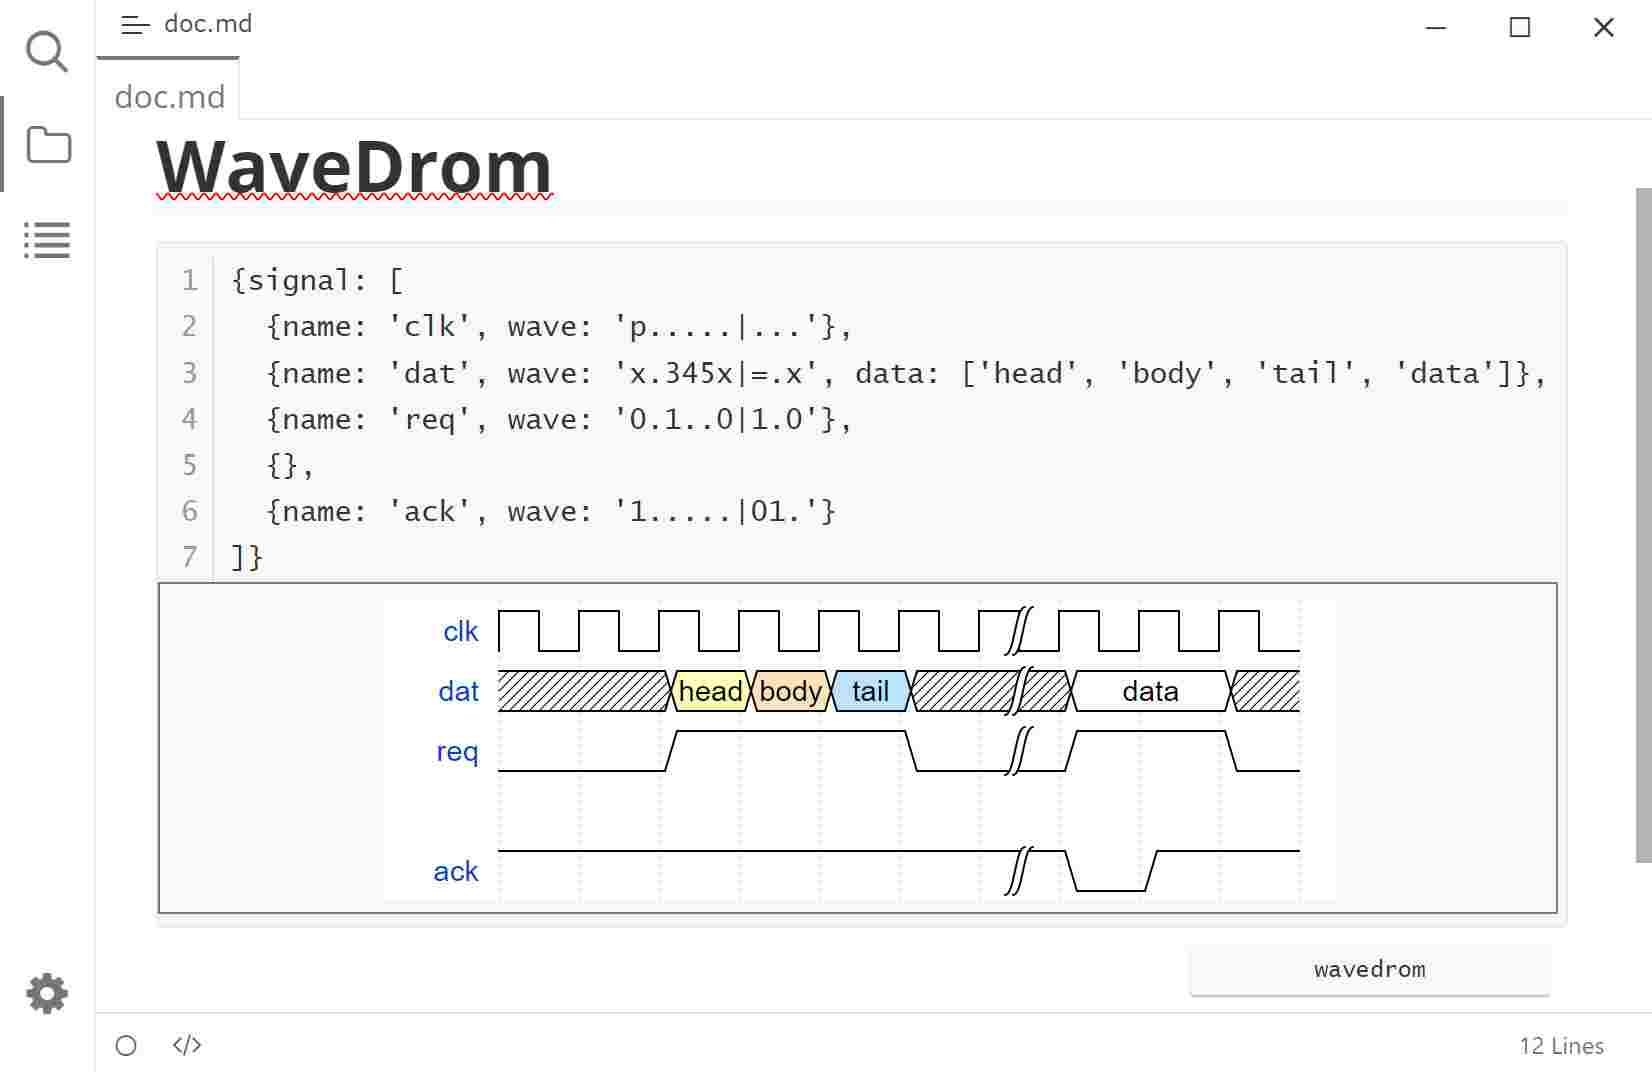 doc.md
doc.md
WaveDrom
1 {signal: [
2   {name: 'clk', wave: 'p.....|...'},
3   {name: 'dat', wave: 'x.345x|=.x', data: ['head', 'body', 'tail', 'data']},
4   {name: 'req', wave: '0.1..0|1.0'},
5   {},
6   {name: 'ack', wave: '1.....|01.'}
7 ]}
clk
dat head body tail data
req
ack
wavedrom
</> 12 Lines